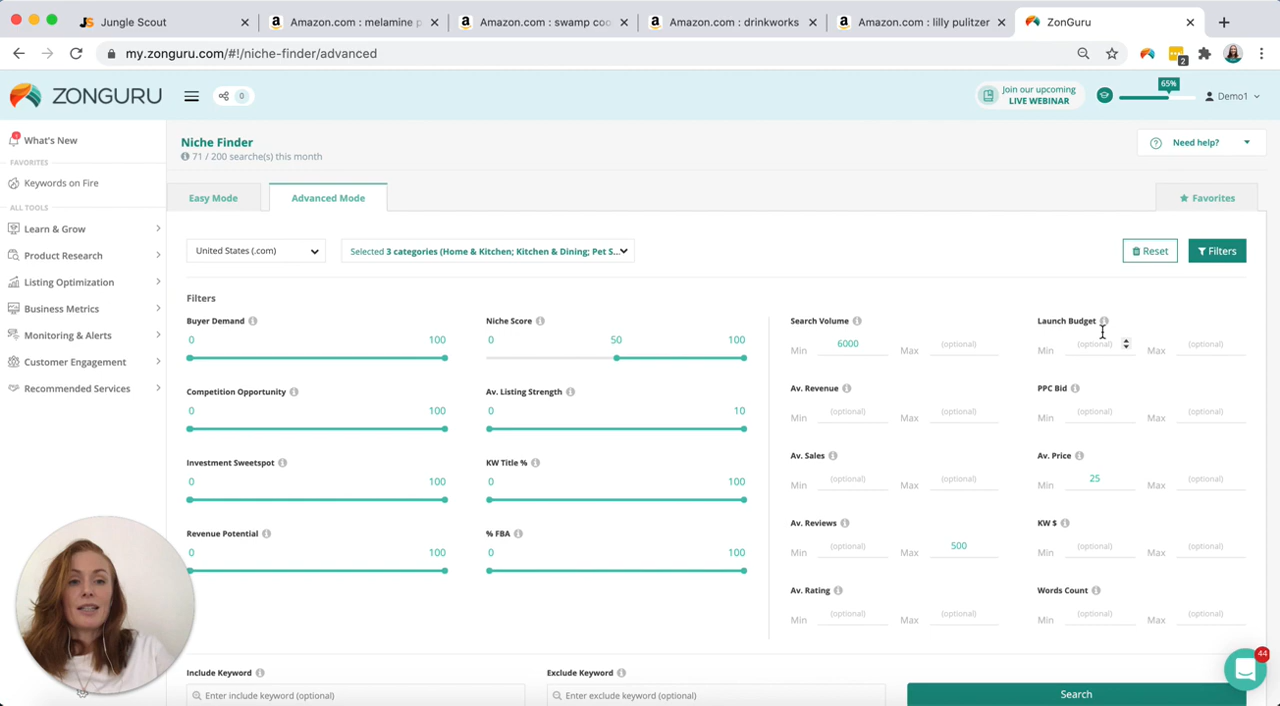 JS Jungle Scout
Amazon.com : melamine p
Amazon.com : swamp coo
Amazon.com : drinkworks
Amazon.com : lilly pulitzer
ZonGuru
my.zonguru.com/#!/niche-finder/advanced
2
ZONGURU
0
Join our upcoming
LIVE WEBINAR
65%
Demo1
What's New
FAVORITES
Keywords on Fire
ALL TOOLS
Learn & Grow
Product Research
Listing Optimization
Business Metrics
Monitoring & Alerts
Customer Engagement
Recommended Services
Niche Finder
71 / 200 searche(s) this month
Need help?
Easy Mode
Advanced Mode
Favorites
United States (.com)
Selected 3 categories (Home & Kitchen; Kitchen & Dining; Pet S...
Reset
Filters
Filters
Buyer Demand
0 100
Niche Score
0 50 100
Competition Opportunity
0 100
Av. Listing Strength
0 10
Investment Sweetspot
0 100
KW Title %
0 100
Revenue Potential
0 100
% FBA
0 100
Search Volume
Min 6000 Max (optional)
Launch Budget
Min (optional) Max (optional)
Av. Revenue
Min (optional) Max (optional)
PPC Bid
Min (optional) Max (optional)
Av. Sales
Min (optional) Max (optional)
Av. Price
Min 25 Max (optional)
Av. Reviews
Min (optional) Max 500
KW $
Min (optional) Max (optional)
Av. Rating
Min (optional) Max (optional)
Words Count
Min (optional) Max (optional)
Include Keyword
Enter include keyword (optional)
Exclude Keyword
Enter exclude keyword (optional)
Search
44